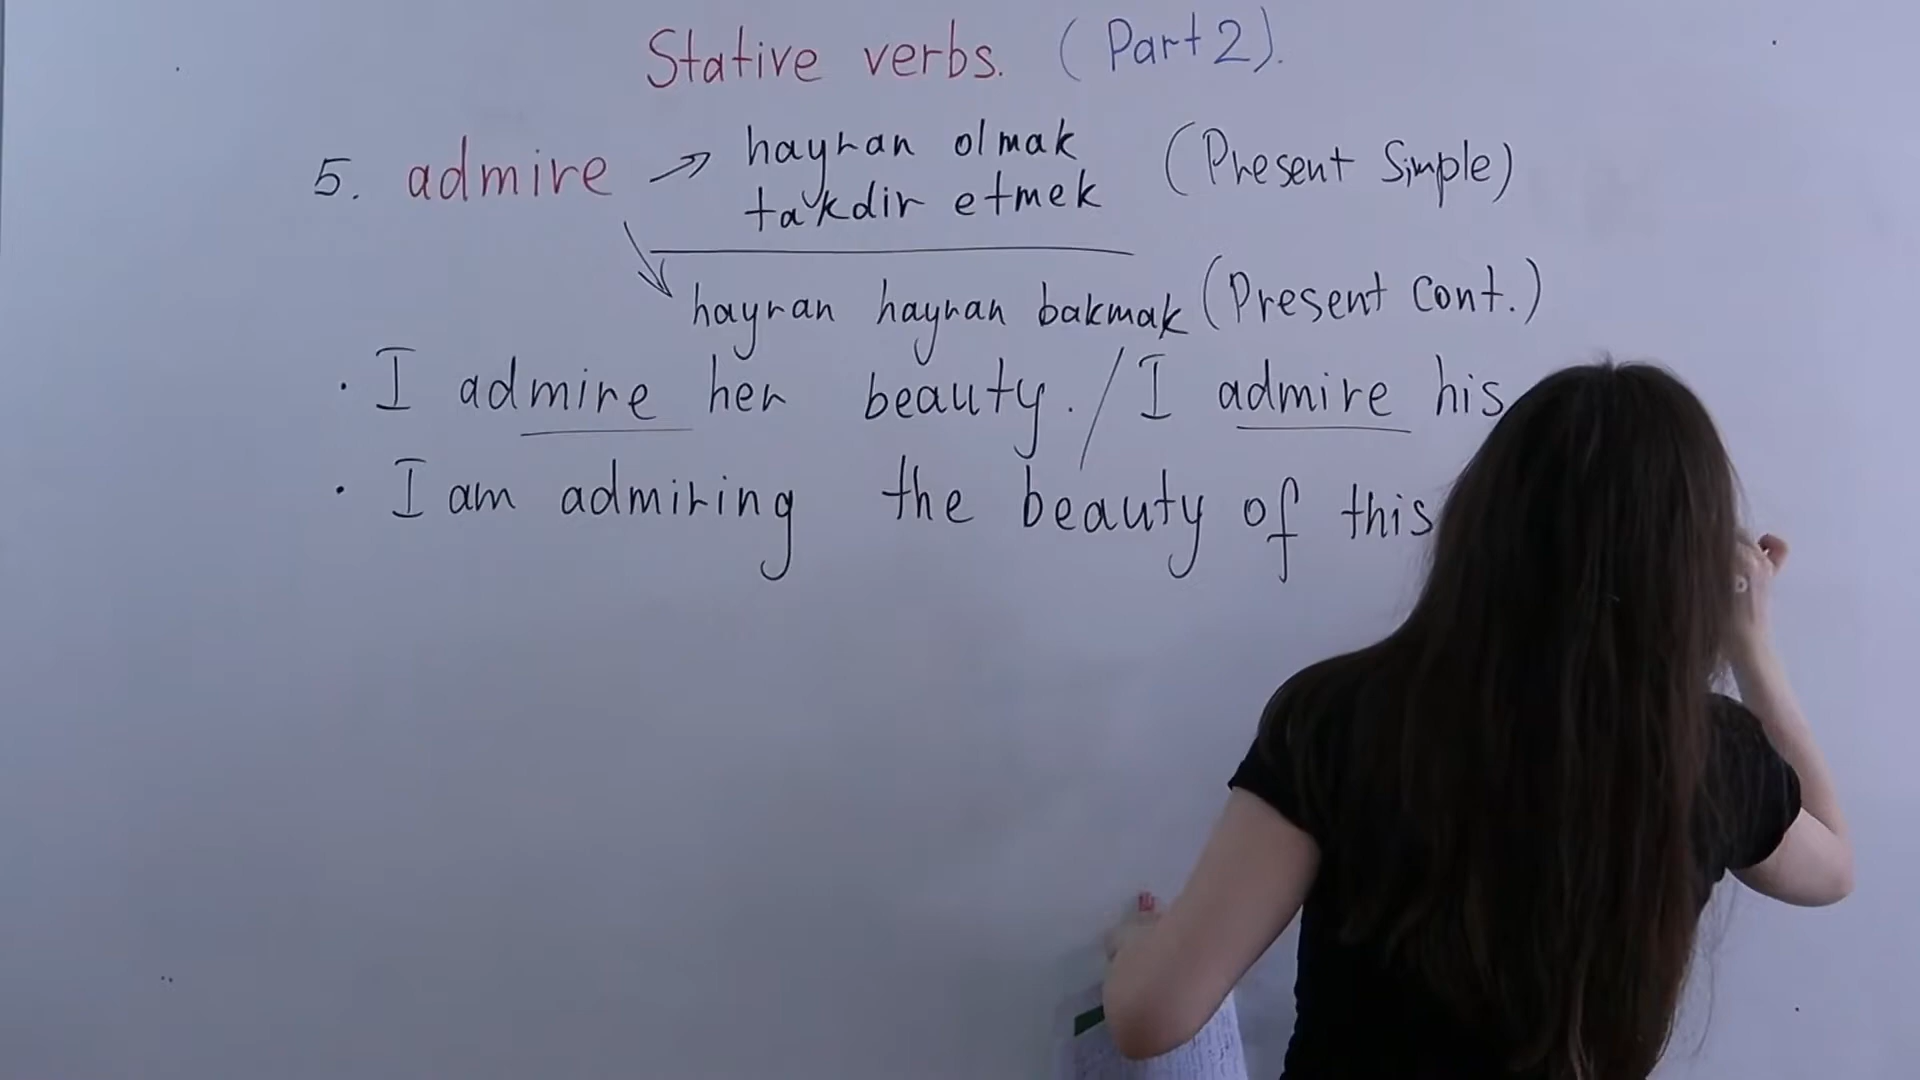 Stative verbs. (Part 2).
5. admire → hayran olmak (Present Simple)
takdir etmek
hayran hayran bakmak (Present Cont.)
· I admire her beauty. / I admire his
· I am admiring the beauty of this